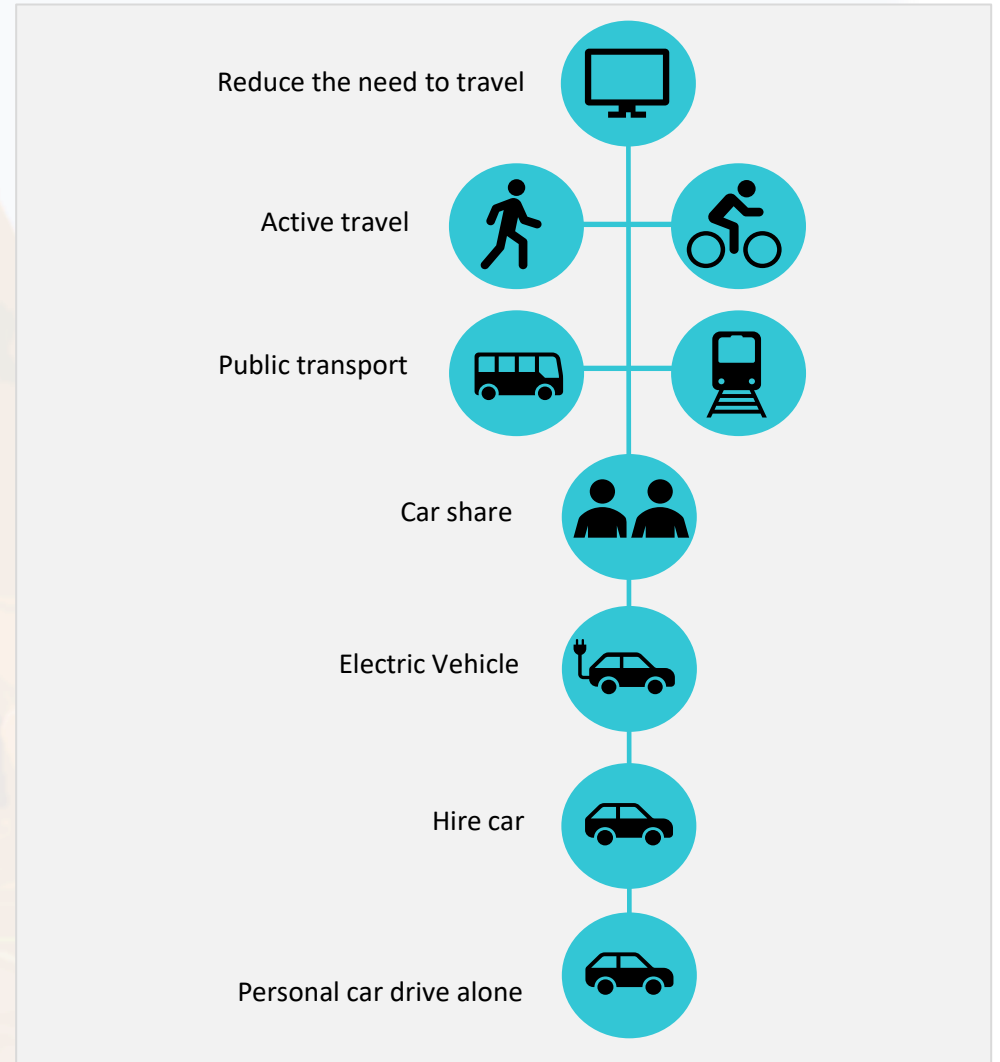 Reduce the need to travel
Active travel
Public transport
Car share
Electric Vehicle
Hire car
Personal car drive alone